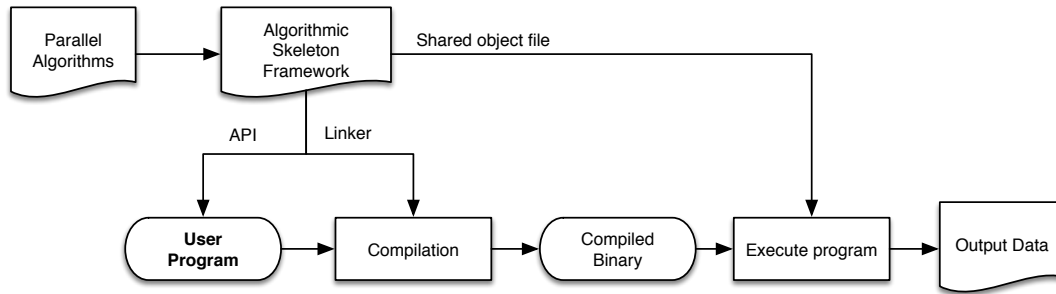 Parallel
Algorithms
Algorithmic
Skeleton
Framework
Shared object file
API
Linker
User
Program
Compilation
Compiled
Binary
Execute program
Output Data